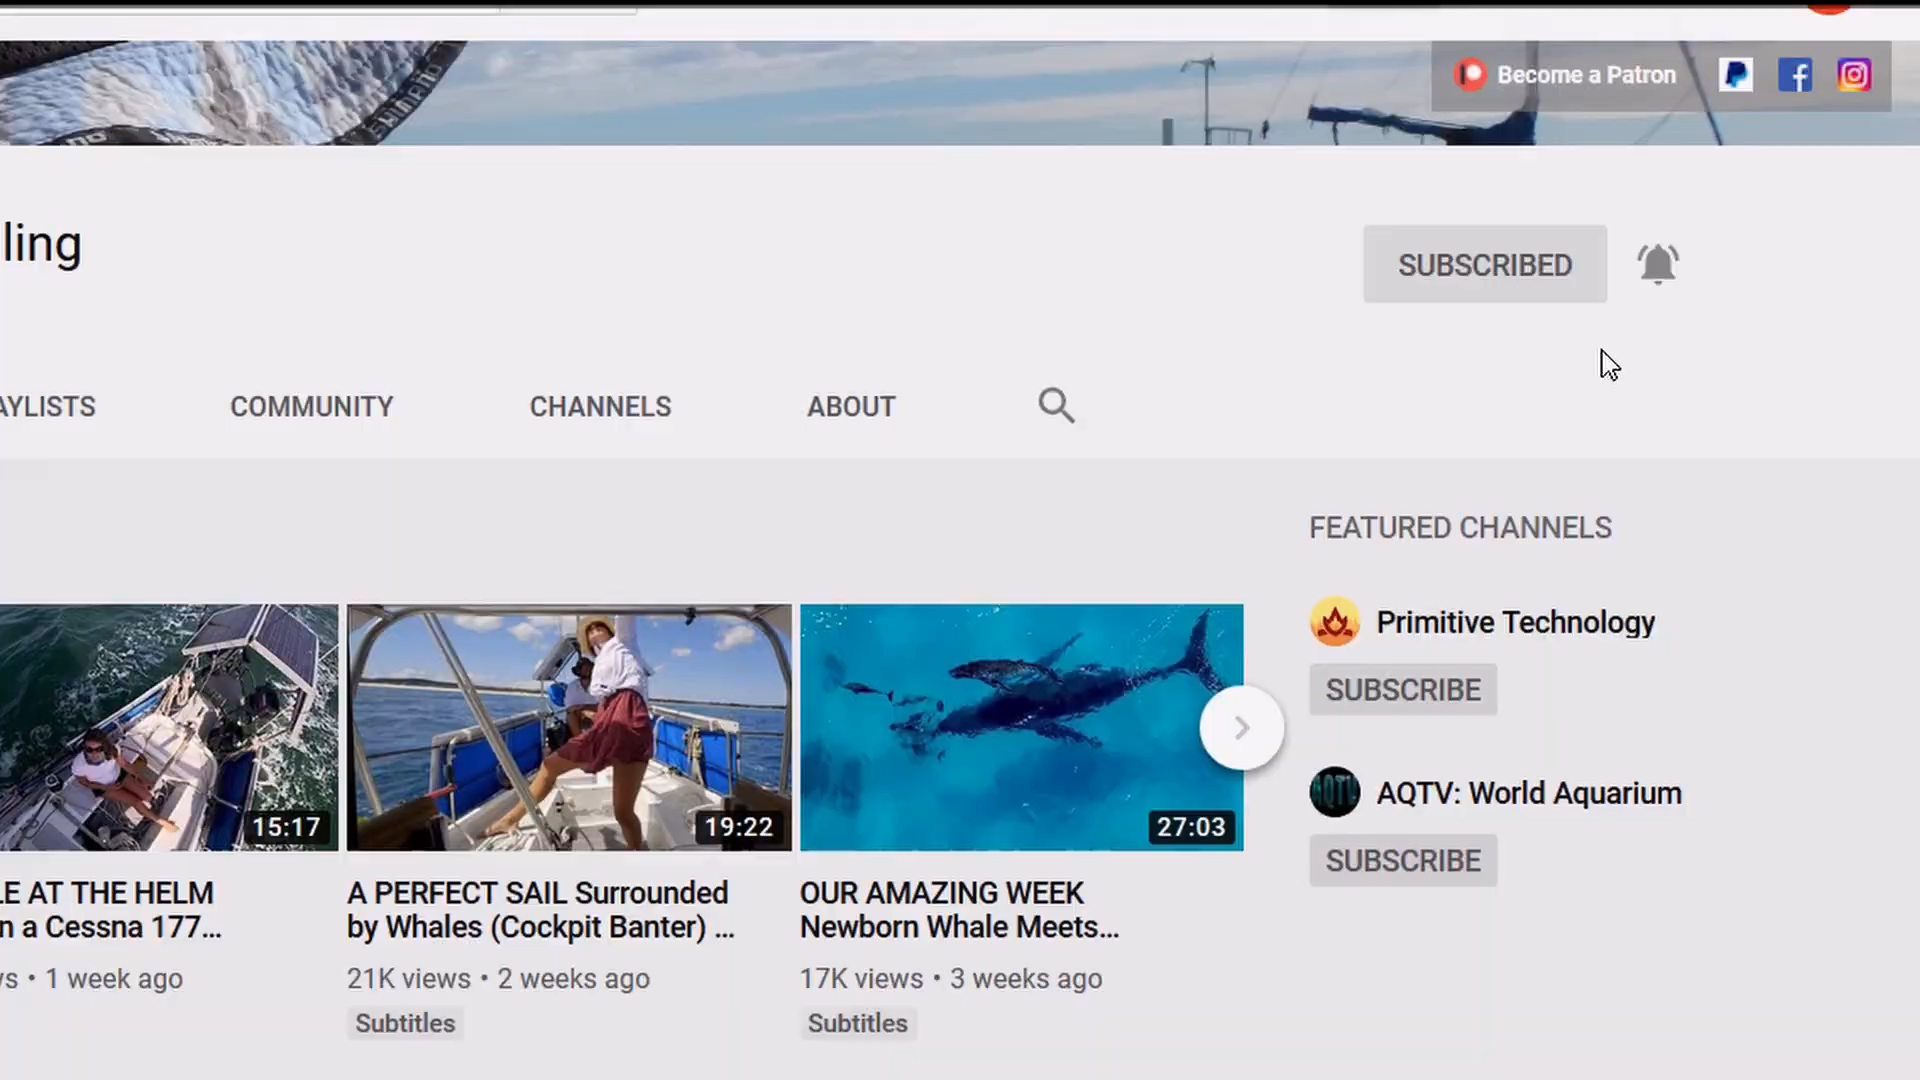 Become a Patron
ling
SUBSCRIBED
AYLISTS
COMMUNITY
CHANNELS
ABOUT
FEATURED CHANNELS
Primitive Technology
SUBSCRIBE
AQTV: World Aquarium
SUBSCRIBE
15:17
19:22
27:03
LE AT THE HELM
n a Cessna 177...
vs • 1 week ago
A PERFECT SAIL Surrounded
by Whales (Cockpit Banter) ...
21K views • 2 weeks ago
Subtitles
OUR AMAZING WEEK
Newborn Whale Meets...
17K views • 3 weeks ago
Subtitles